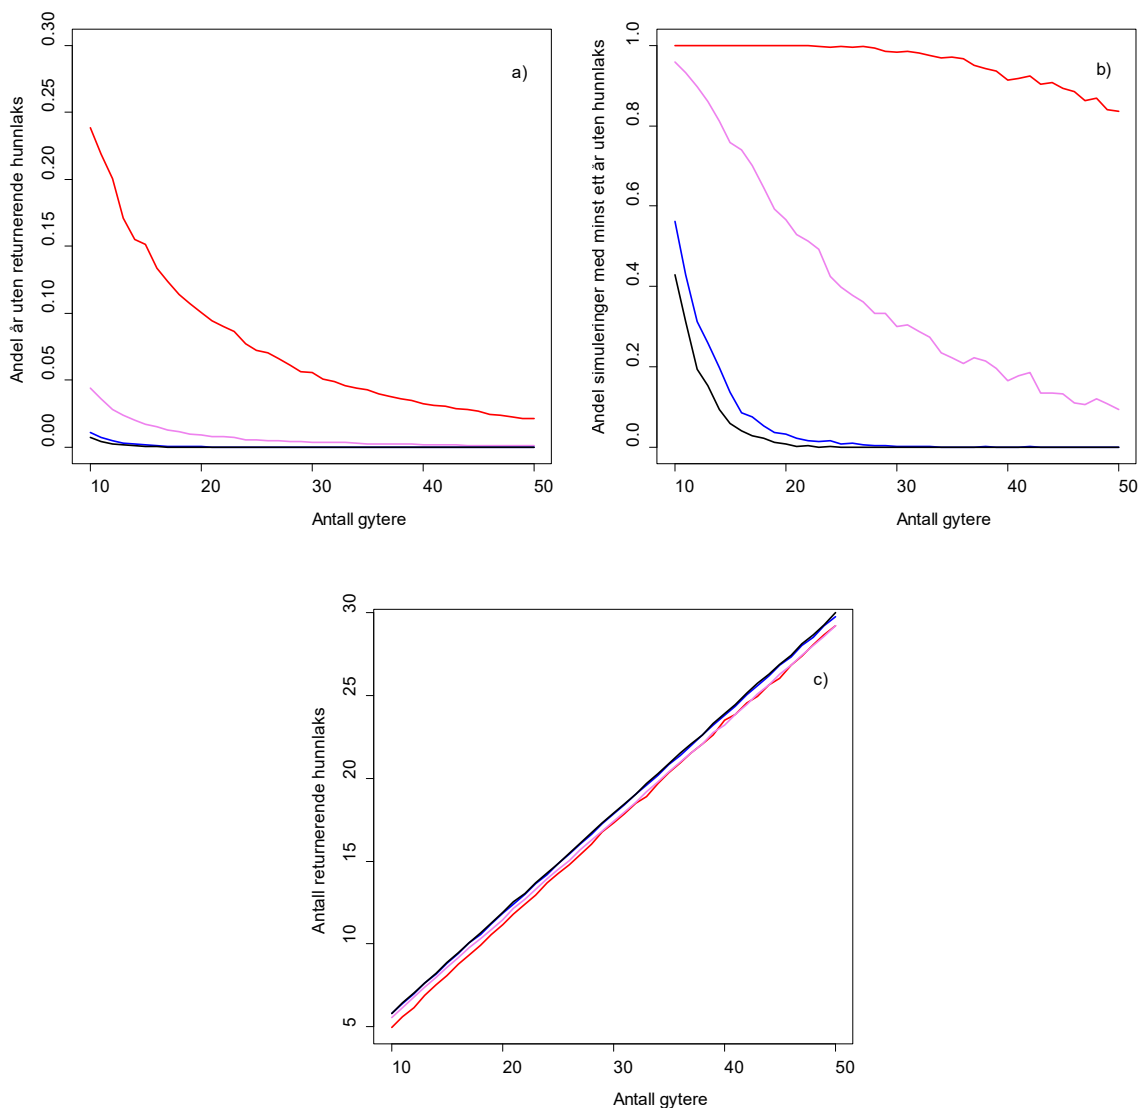 a)
Andel år uten returnerende hunnlaks
0.30
0.25
0.20
0.15
0.10
0.05
0.00
10 20 30 40 50
Antall gytere
b)
Andel simuleringer med minst ett år uten hunnlaks
1.0
0.8
0.6
0.4
0.2
0.0
10 20 30 40 50
Antall gytere
c)
Antall returnerende hunnlaks
30
25
20
15
10
5
10 20 30 40 50
Antall gytere